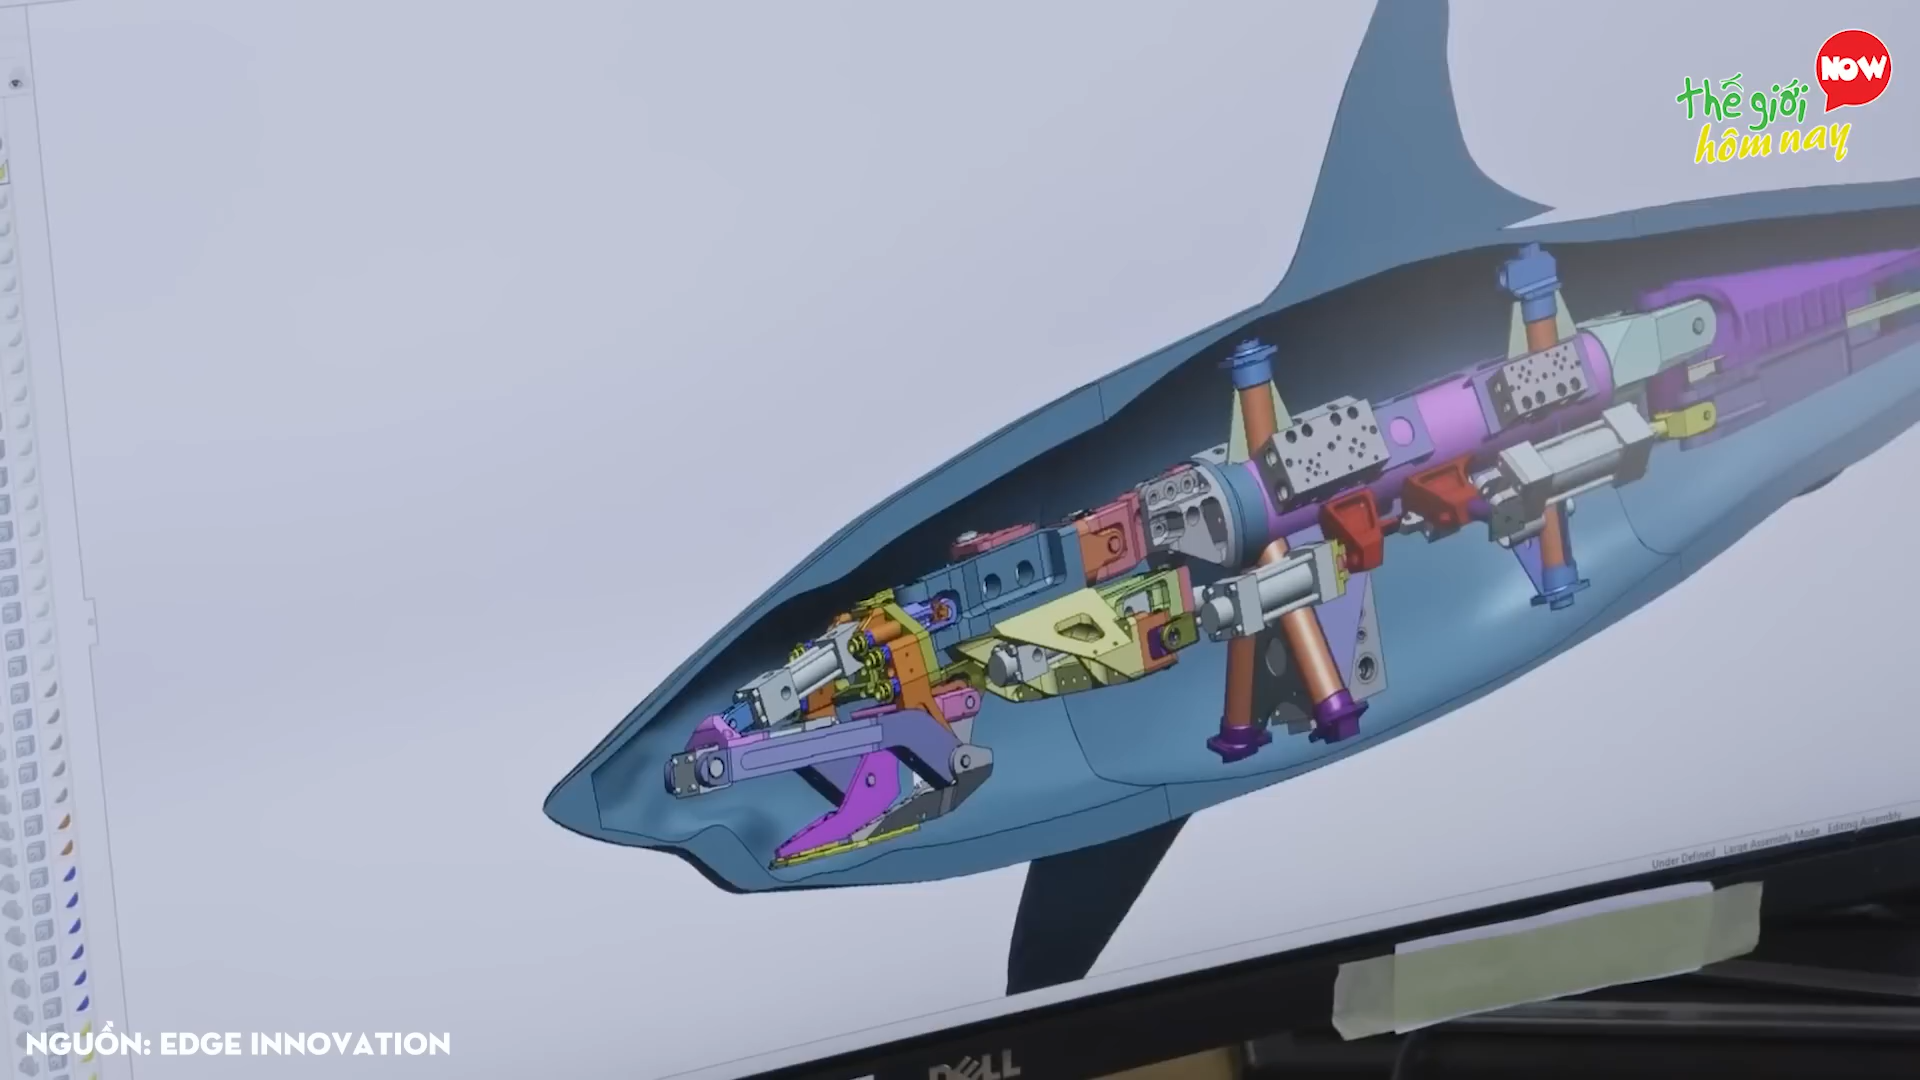 NOW
thế giới
hôm nay
Under Defined Large Assembly Mode Editing Assembly
NGUỒN: EDGE INNOVATION
DELL